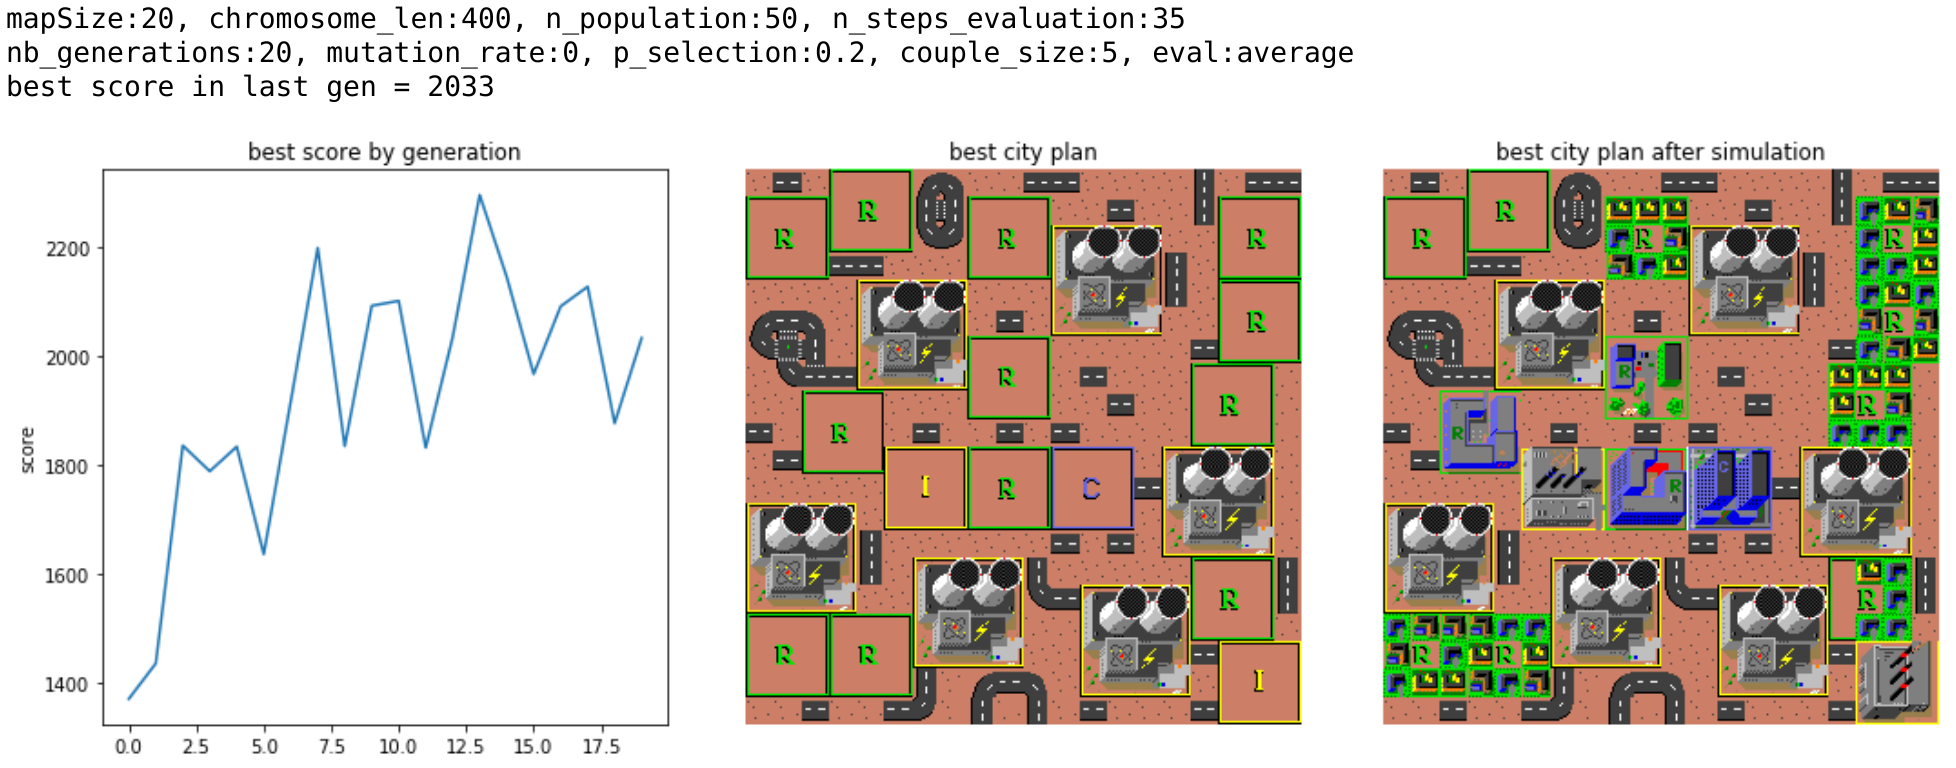 mapSize:20, chromosome_len:400, n_population:50, n_steps_evaluation:35
nb_generations:20, mutation_rate:0, p_selection:0.2, couple_size:5, eval:average
best score in last gen = 2033
best score by generation
score
2200
2000
1800
1600
1400
0.0 2.5 5.0 7.5 10.0 12.5 15.0 17.5
best city plan
R
R R R
R
R
R
R
I R C
R
R R
I
best city plan after simulation
R
R R R
R
R
R
R
R C
R
R R